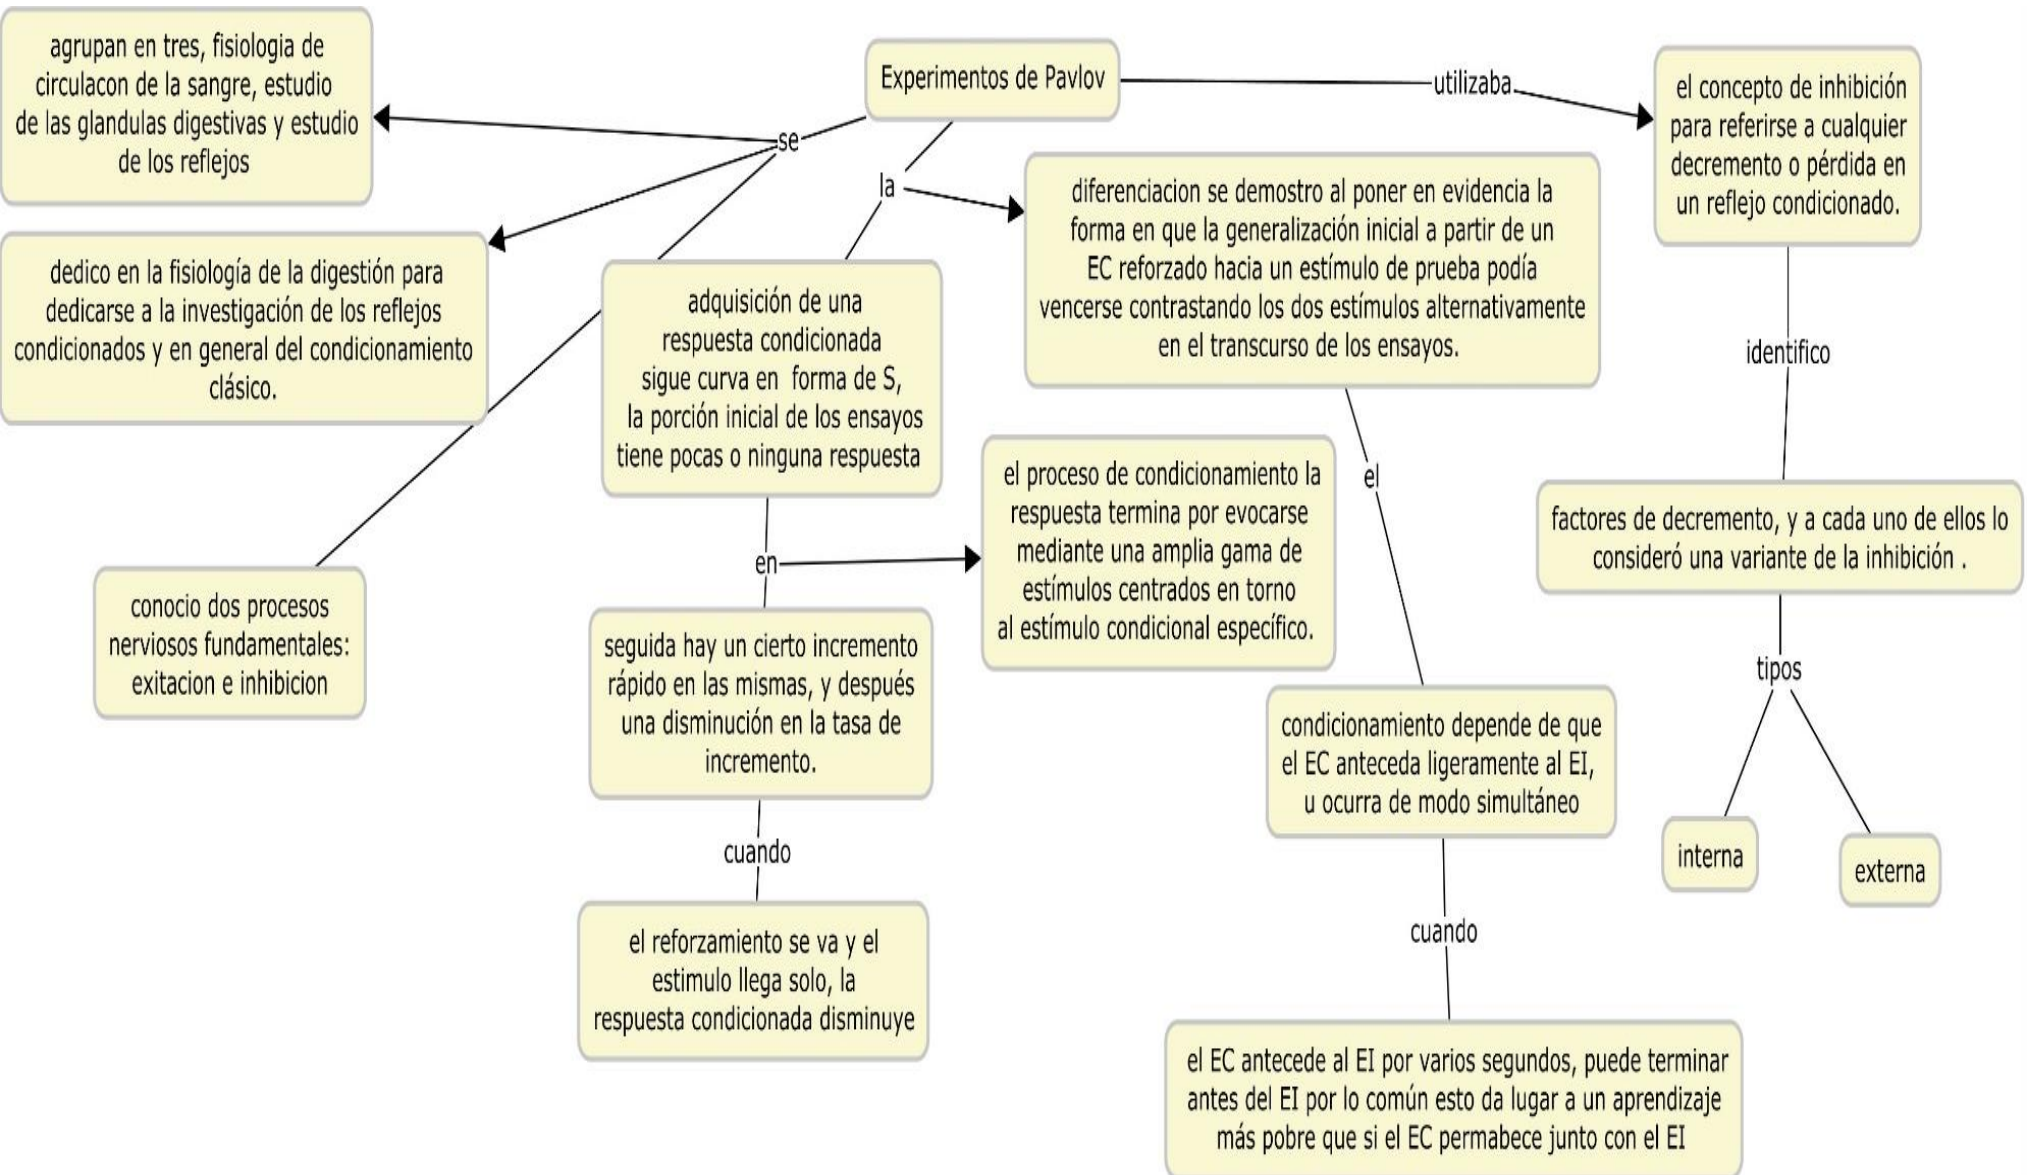 Experimentos de Pavlov
se
agrupan en tres, fisiologia de
circulacon de la sangre, estudio
de las glandulas digestivas y estudio
de los reflejos
dedico en la fisiología de la digestión para
dedicarse a la investigación de los reflejos
condicionados y en general del condicionamiento
clásico.
conocio dos procesos
nerviosos fundamentales:
exitacion e inhibicion
la
adquisición de una
respuesta condicionada
sigue curva en forma de S,
la porción inicial de los ensayos
tiene pocas o ninguna respuesta
en
seguida hay un cierto incremento
rápido en las mismas, y después
una disminución en la tasa de
incremento.
cuando
el reforzamiento se va y el
estimulo llega solo, la
respuesta condicionada disminuye
el proceso de condicionamiento la
respuesta termina por evocarse
mediante una amplia gama de
estímulos centrados en torno
al estímulo condicional específico.
diferenciacion se demostro al poner en evidencia la
forma en que la generalización inicial a partir de un
EC reforzado hacia un estímulo de prueba podía
vencerse contrastando los dos estímulos alternativamente
en el transcurso de los ensayos.
el
condicionamiento depende de que
el EC anteceda ligeramente al EI,
u ocurra de modo simultáneo
cuando
el EC antecede al EI por varios segundos, puede terminar
antes del EI por lo común esto da lugar a un aprendizaje
más pobre que si el EC permabece junto con el EI
utilizaba
el concepto de inhibición
para referirse a cualquier
decremento o pérdida en
un reflejo condicionado.
identifico
factores de decremento, y a cada uno de ellos lo
consideró una variante de la inhibición .
tipos
interna
externa